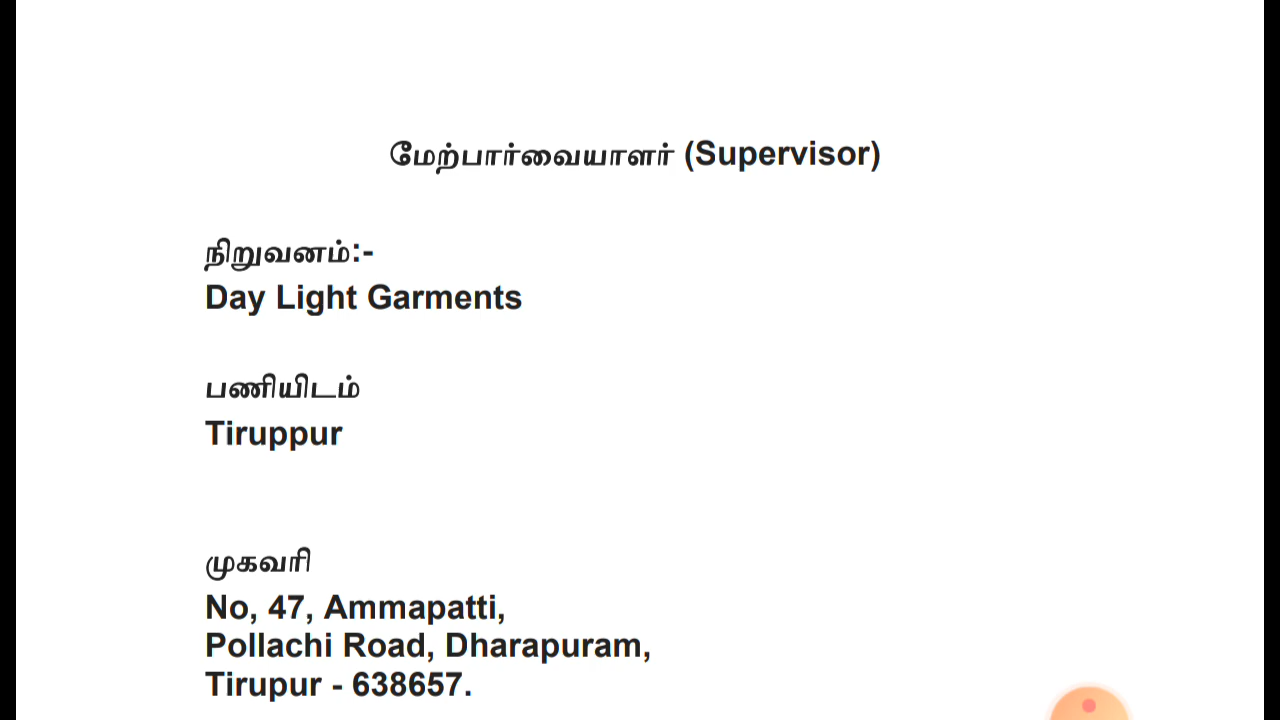 மேற்பார்வையாளர் (Supervisor)
நிறுவனம்:-
Day Light Garments
பணியிடம்
Tiruppur
முகவரி
No, 47, Ammapatti,
Pollachi Road, Dharapuram,
Tirupur - 638657.